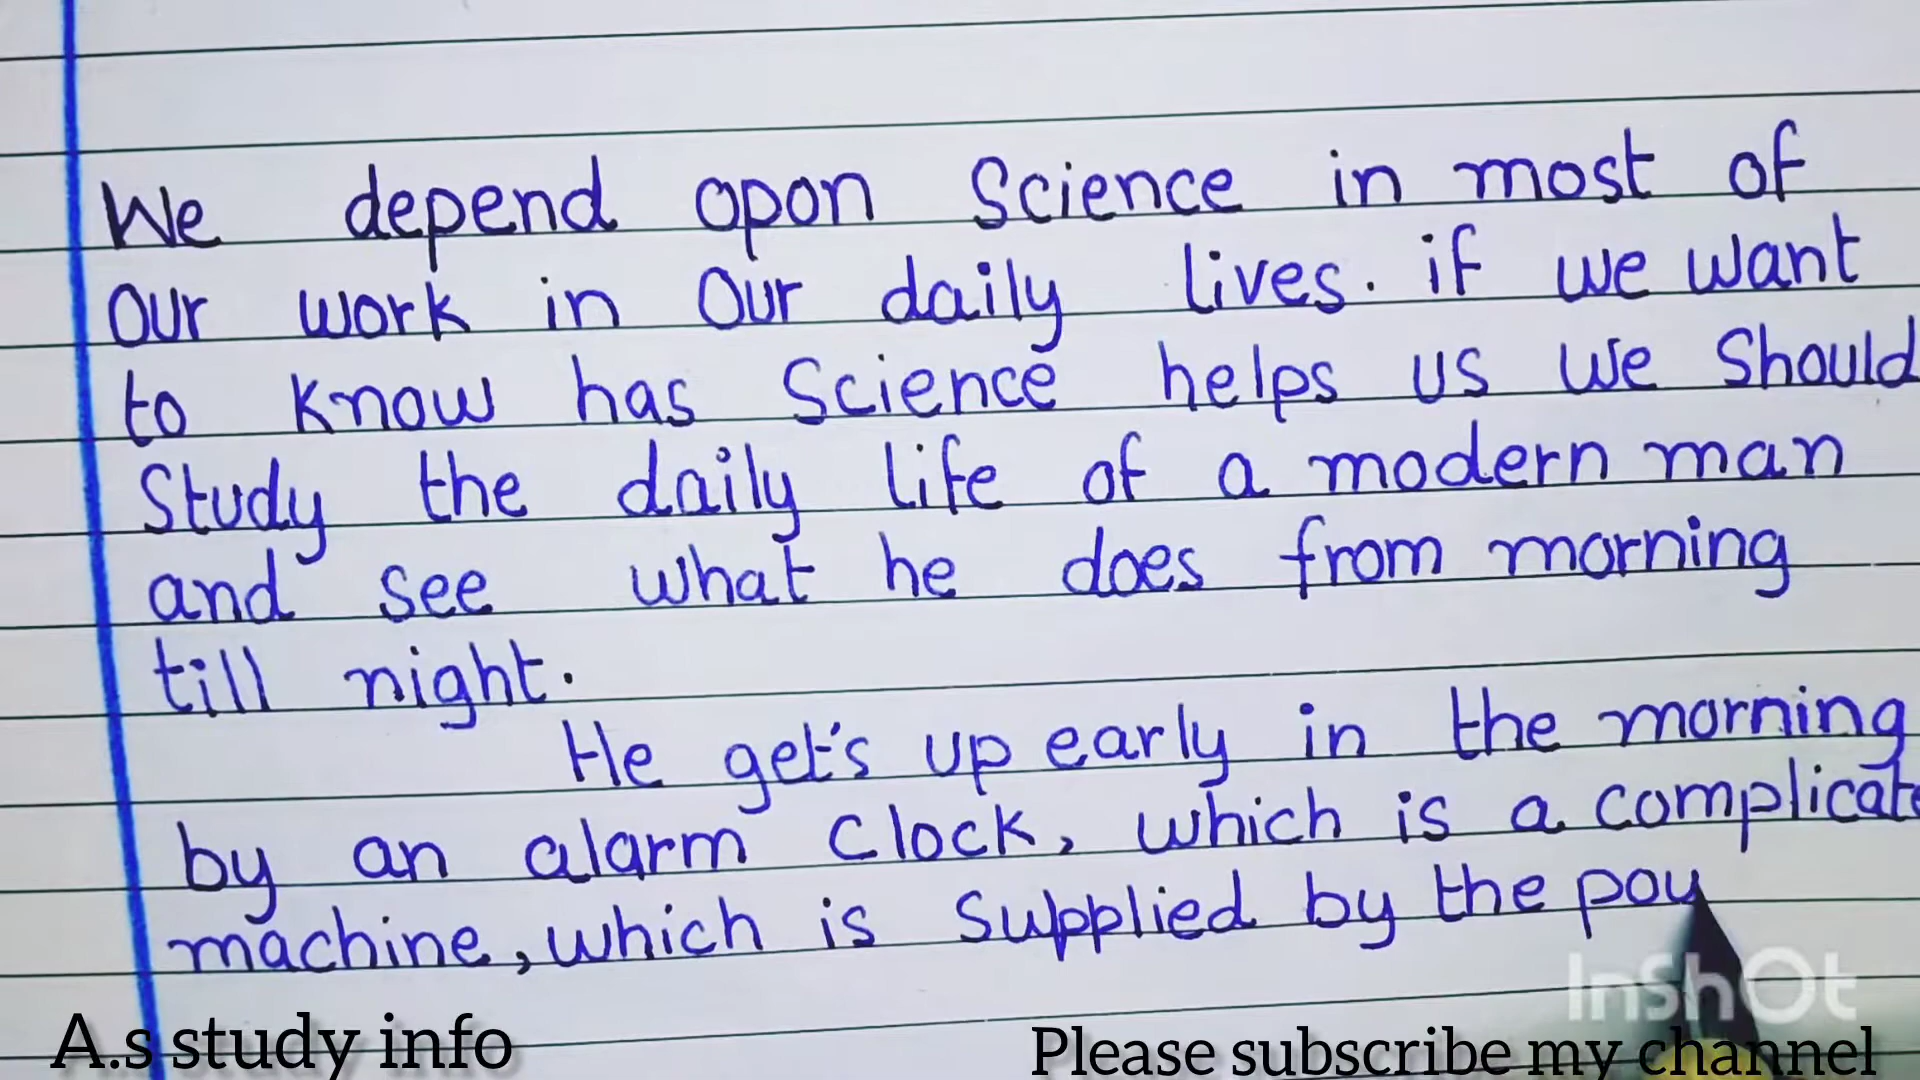 We depend opon Science in most of
our work in our daily lives. if we want
to know has Science helps us we should
Study the daily life of a modern man
and see what he does from morning
till night.
He get's up early in the morning
by an alarm clock, which is a complicate
machine, which is supplied by the pow
InShOt
A.s study info
Please subscribe my channel